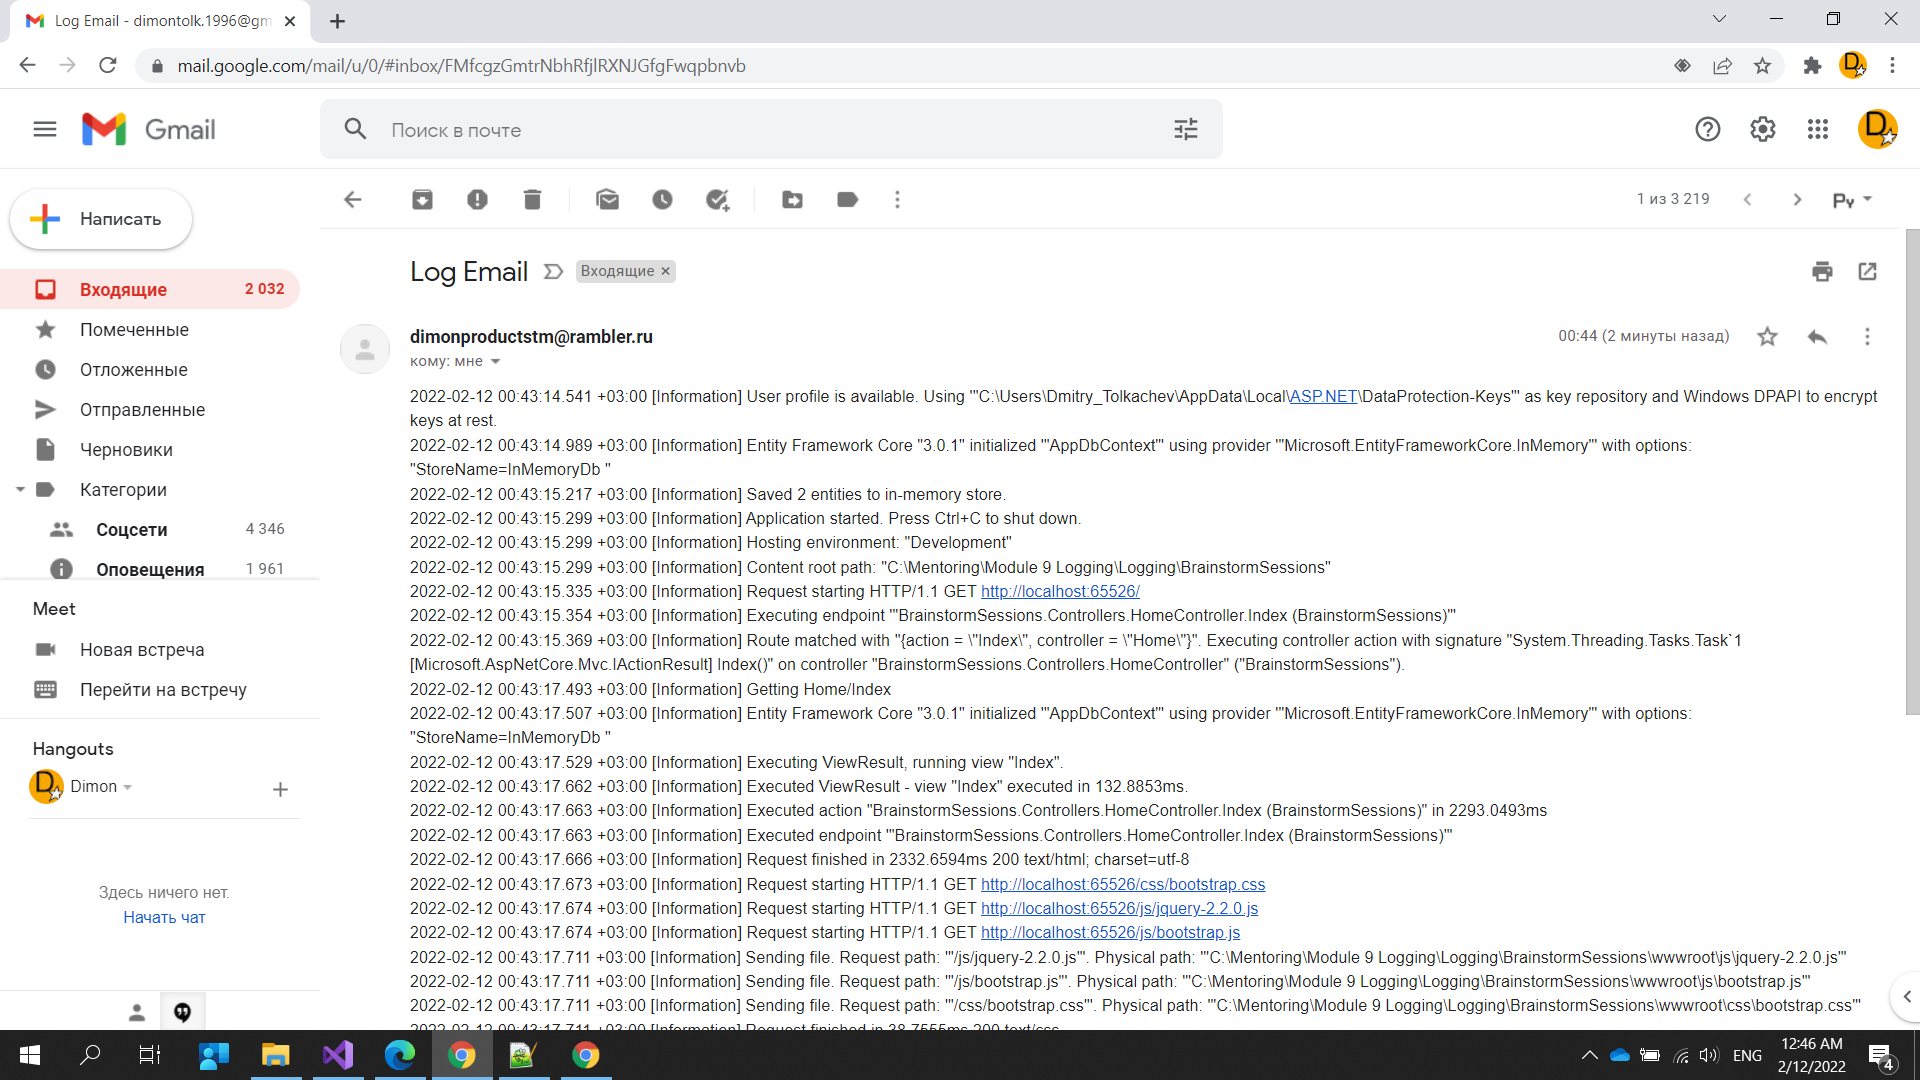 Log Email - dimontolk.1996@gm
mail.google.com/mail/u/0/#inbox/FMfcgzGmtrNbhRfjlRXNJGfgFwqpbnvb
Gmail
Поиск в почте
Написать
1 из 3 219
Ру
Входящие 2 032
Помеченные
Отложенные
Отправленные
Черновики
Категории
Соцсети 4 346
Оповещения 1 961
Meet
Новая встреча
Перейти на встречу
Hangouts
Dimon
Здесь ничего нет.
Начать чат
Log Email Входящие
dimonproductstm@rambler.ru
00:44 (2 минуты назад)
кому: мне
2022-02-12 00:43:14.541 +03:00 [Information] User profile is available. Using '"C:\Users\Dmitry_Tolkachev\AppData\Local\ASP.NET\DataProtection-Keys"' as key repository and Windows DPAPI to encrypt
keys at rest.
2022-02-12 00:43:14.989 +03:00 [Information] Entity Framework Core "3.0.1" initialized '"AppDbContext"' using provider '"Microsoft.EntityFrameworkCore.InMemory"' with options:
"StoreName=InMemoryDb "
2022-02-12 00:43:15.217 +03:00 [Information] Saved 2 entities to in-memory store.
2022-02-12 00:43:15.299 +03:00 [Information] Application started. Press Ctrl+C to shut down.
2022-02-12 00:43:15.299 +03:00 [Information] Hosting environment: "Development"
2022-02-12 00:43:15.299 +03:00 [Information] Content root path: "C:\Mentoring\Module 9 Logging\Logging\BrainstormSessions"
2022-02-12 00:43:15.335 +03:00 [Information] Request starting HTTP/1.1 GET http://localhost:65526/
2022-02-12 00:43:15.354 +03:00 [Information] Executing endpoint '"BrainstormSessions.Controllers.HomeController.Index (BrainstormSessions)"'
2022-02-12 00:43:15.369 +03:00 [Information] Route matched with "{action = \"Index\", controller = \"Home\"}". Executing controller action with signature "System.Threading.Tasks.Task`1
[Microsoft.AspNetCore.Mvc.IActionResult] Index()" on controller "BrainstormSessions.Controllers.HomeController" ("BrainstormSessions").
2022-02-12 00:43:17.493 +03:00 [Information] Getting Home/Index
2022-02-12 00:43:17.507 +03:00 [Information] Entity Framework Core "3.0.1" initialized '"AppDbContext"' using provider '"Microsoft.EntityFrameworkCore.InMemory"' with options:
"StoreName=InMemoryDb "
2022-02-12 00:43:17.529 +03:00 [Information] Executing ViewResult, running view "Index".
2022-02-12 00:43:17.662 +03:00 [Information] Executed ViewResult - view "Index" executed in 132.8853ms.
2022-02-12 00:43:17.663 +03:00 [Information] Executed action "BrainstormSessions.Controllers.HomeController.Index (BrainstormSessions)" in 2293.0493ms
2022-02-12 00:43:17.663 +03:00 [Information] Executed endpoint '"BrainstormSessions.Controllers.HomeController.Index (BrainstormSessions)"'
2022-02-12 00:43:17.666 +03:00 [Information] Request finished in 2332.6594ms 200 text/html; charset=utf-8
2022-02-12 00:43:17.673 +03:00 [Information] Request starting HTTP/1.1 GET http://localhost:65526/css/bootstrap.css
2022-02-12 00:43:17.674 +03:00 [Information] Request starting HTTP/1.1 GET http://localhost:65526/js/jquery-2.2.0.js
2022-02-12 00:43:17.674 +03:00 [Information] Request starting HTTP/1.1 GET http://localhost:65526/js/bootstrap.js
2022-02-12 00:43:17.711 +03:00 [Information] Sending file. Request path: '"/js/jquery-2.2.0.js"'. Physical path: '"C:\Mentoring\Module 9 Logging\Logging\BrainstormSessions\wwwroot\js\jquery-2.2.0.js"'
2022-02-12 00:43:17.711 +03:00 [Information] Sending file. Request path: '"/js/bootstrap.js"'. Physical path: '"C:\Mentoring\Module 9 Logging\Logging\BrainstormSessions\wwwroot\js\bootstrap.js"'
2022-02-12 00:43:17.711 +03:00 [Information] Sending file. Request path: '"/css/bootstrap.css"'. Physical path: '"C:\Mentoring\Module 9 Logging\Logging\BrainstormSessions\wwwroot\css\bootstrap.css"'
2022-02-12 00:43:17.711 +03:00 [Information] Request finished in 38.7555ms 200 text/css
ENG
12:46 AM
2/12/2022
4